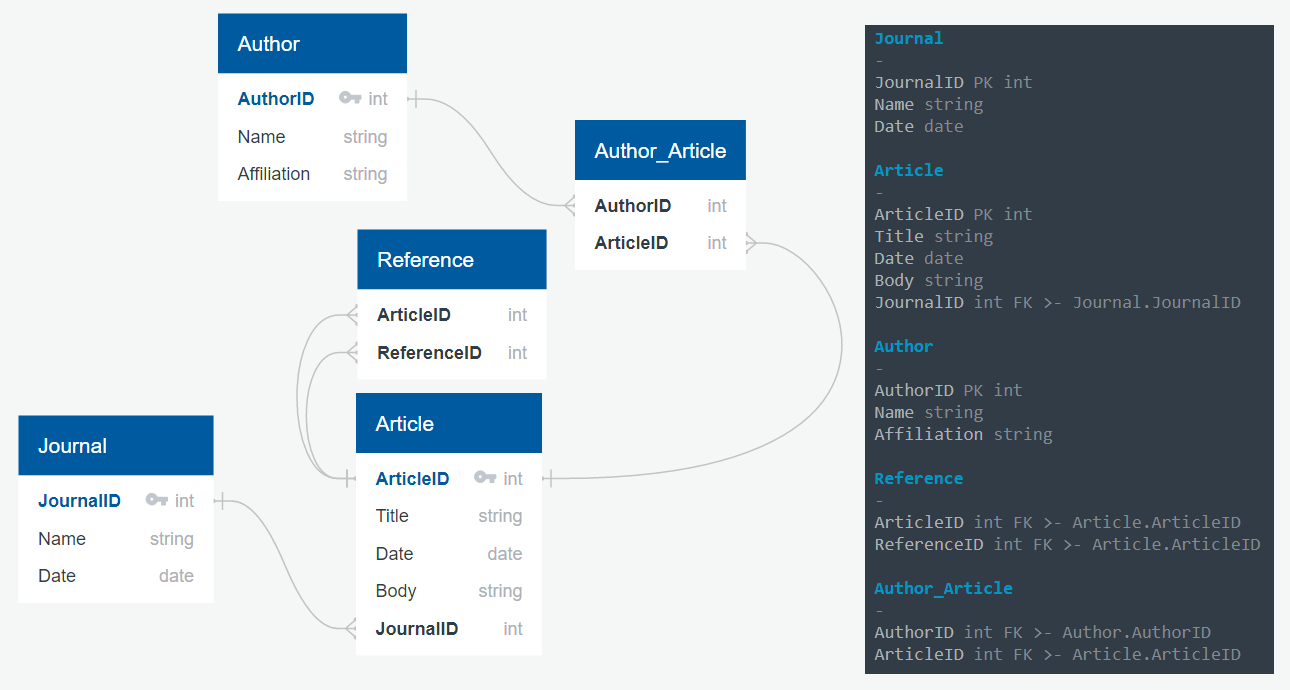 Author
AuthorID int
Name string
Affiliation string
Author_Article
AuthorID int
ArticleID int
Reference
ArticleID int
ReferenceID int
Article
ArticleID int
Title string
Date date
Body string
JournalID int
Journal
JournalID int
Name string
Date date
Journal
-
JournalID PK int
Name string
Date date
Article
-
ArticleID PK int
Title string
Date date
Body string
JournalID int FK >- Journal.JournalID
Author
-
AuthorID PK int
Name string
Affiliation string
Reference
-
ArticleID int FK >- Article.ArticleID
ReferenceID int FK >- Article.ArticleID
Author_Article
-
AuthorID int FK >- Author.AuthorID
ArticleID int FK >- Article.ArticleID